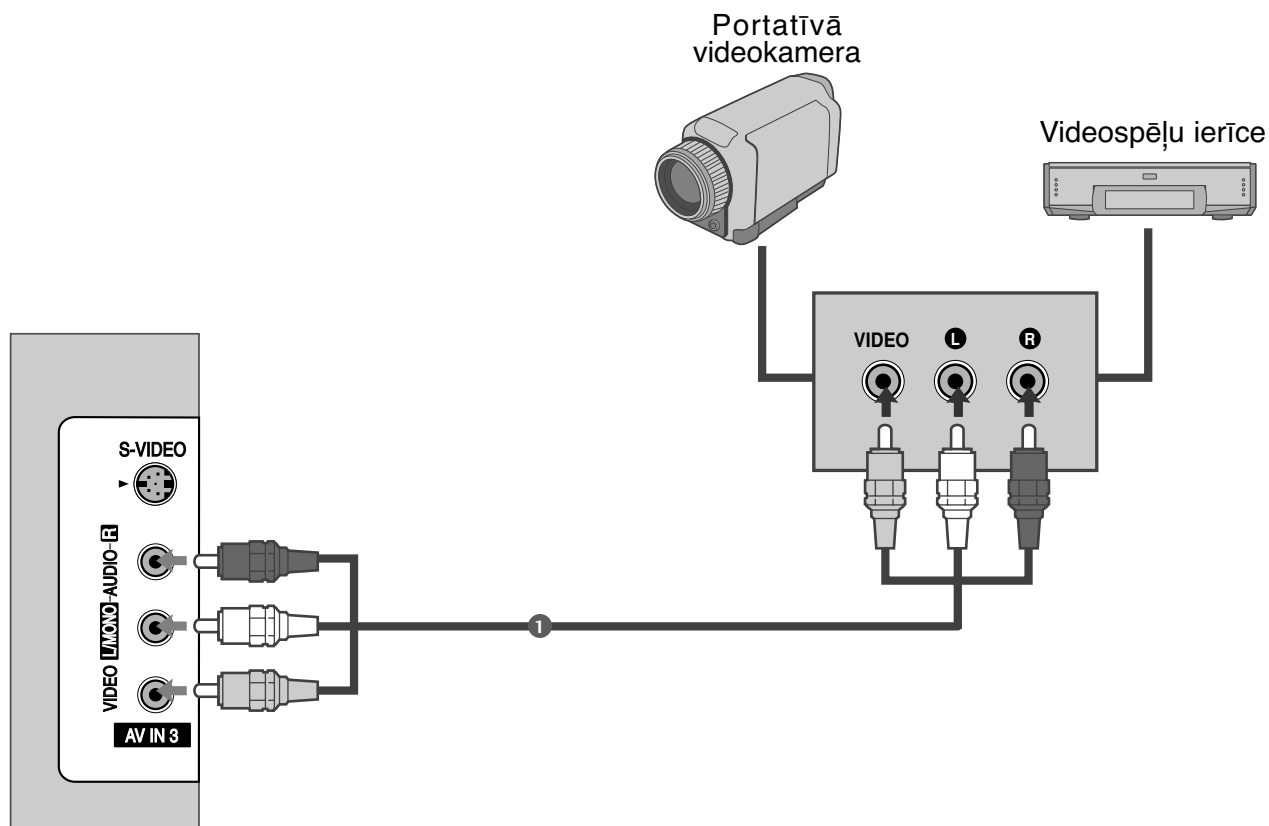 Portatīvā
videokamera
Videospēļu ierīce
VIDEO L R
S-VIDEO
VIDEO L/MONO-AUDIO-R
1
AV IN 3